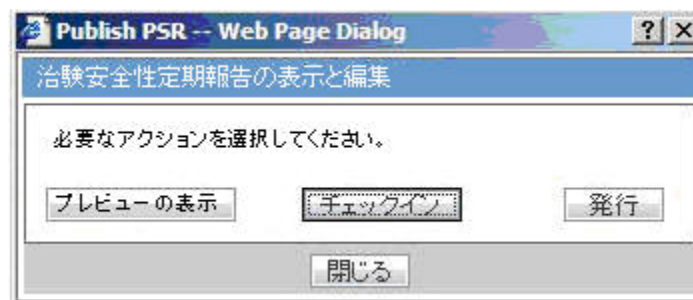 Publish PSR -- Web Page Dialog ? X
治験安全性定期報告の表示と編集
必要なアクションを選択してください。
プレビューの表示 チェックイン 発行
閉じる